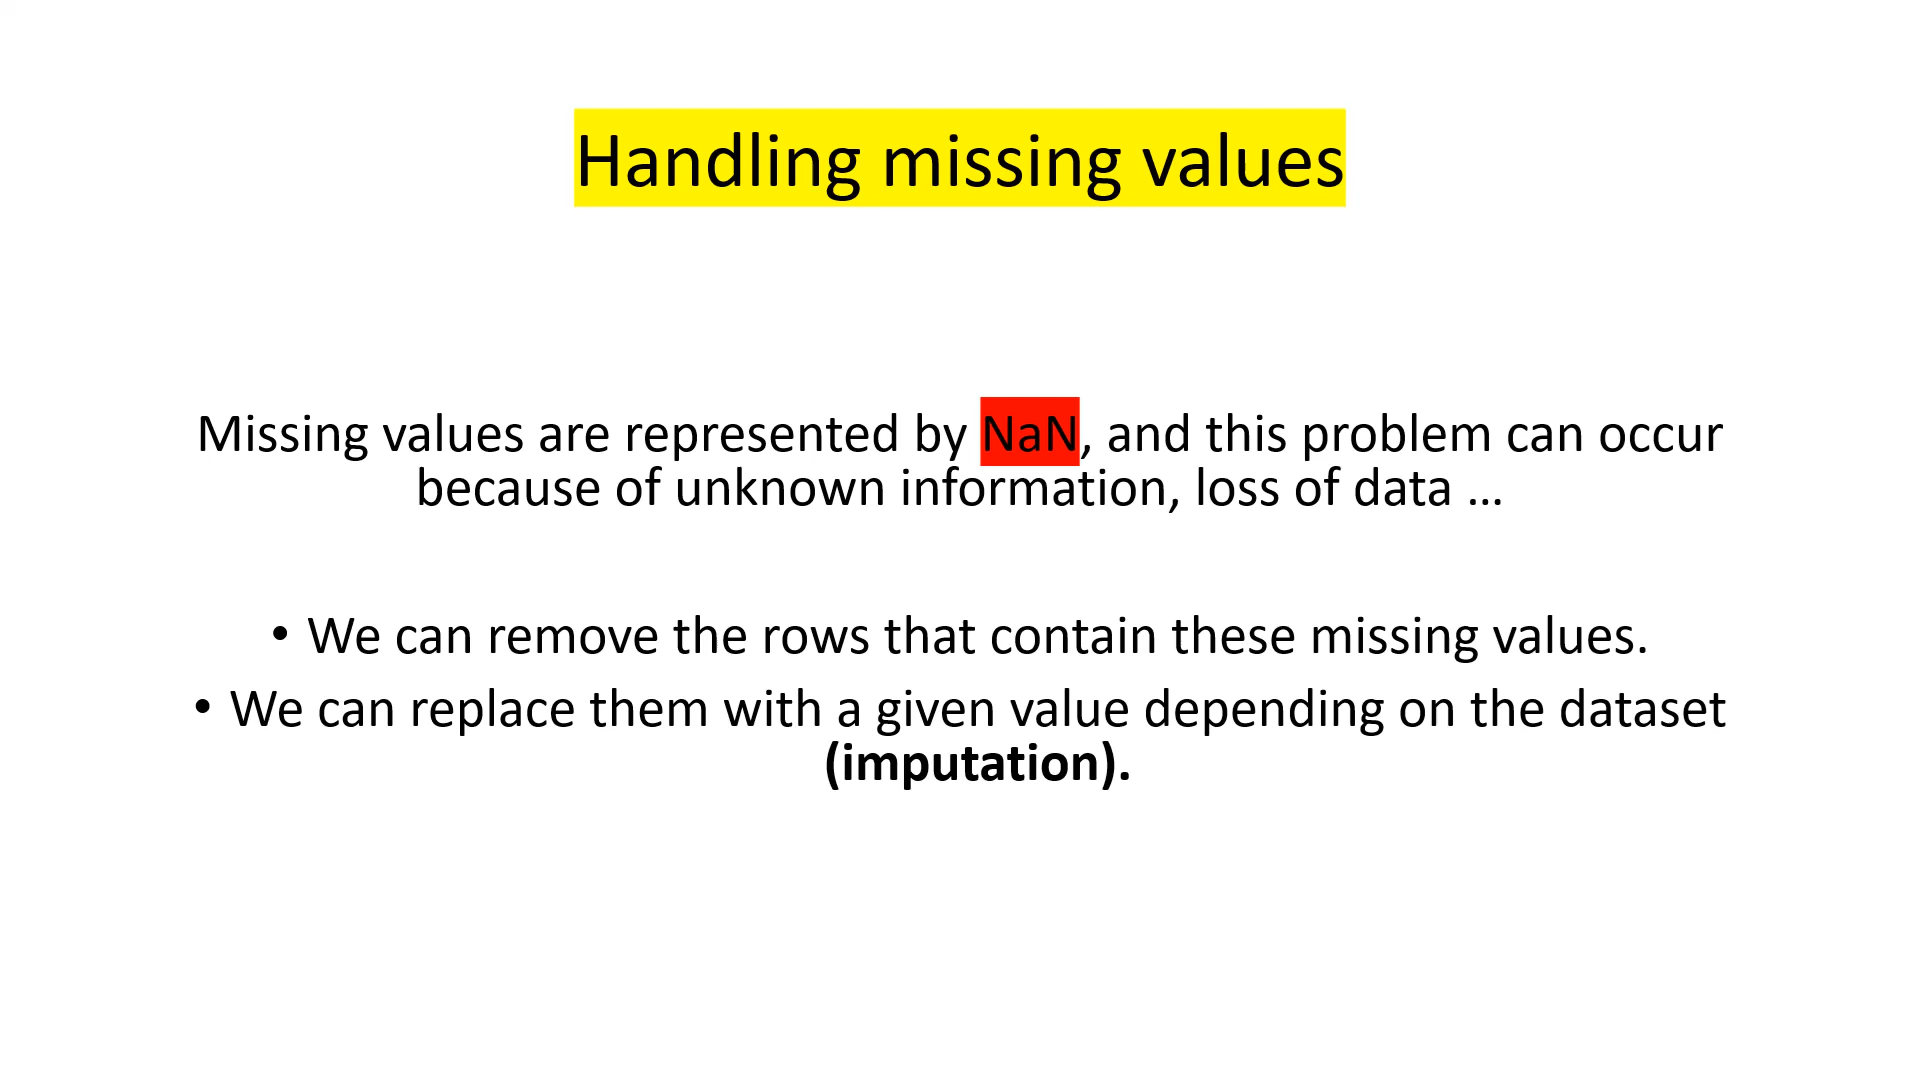 Handling missing values
Missing values are represented by NaN, and this problem can occur
because of unknown information, loss of data …
• We can remove the rows that contain these missing values.
• We can replace them with a given value depending on the dataset
(imputation).